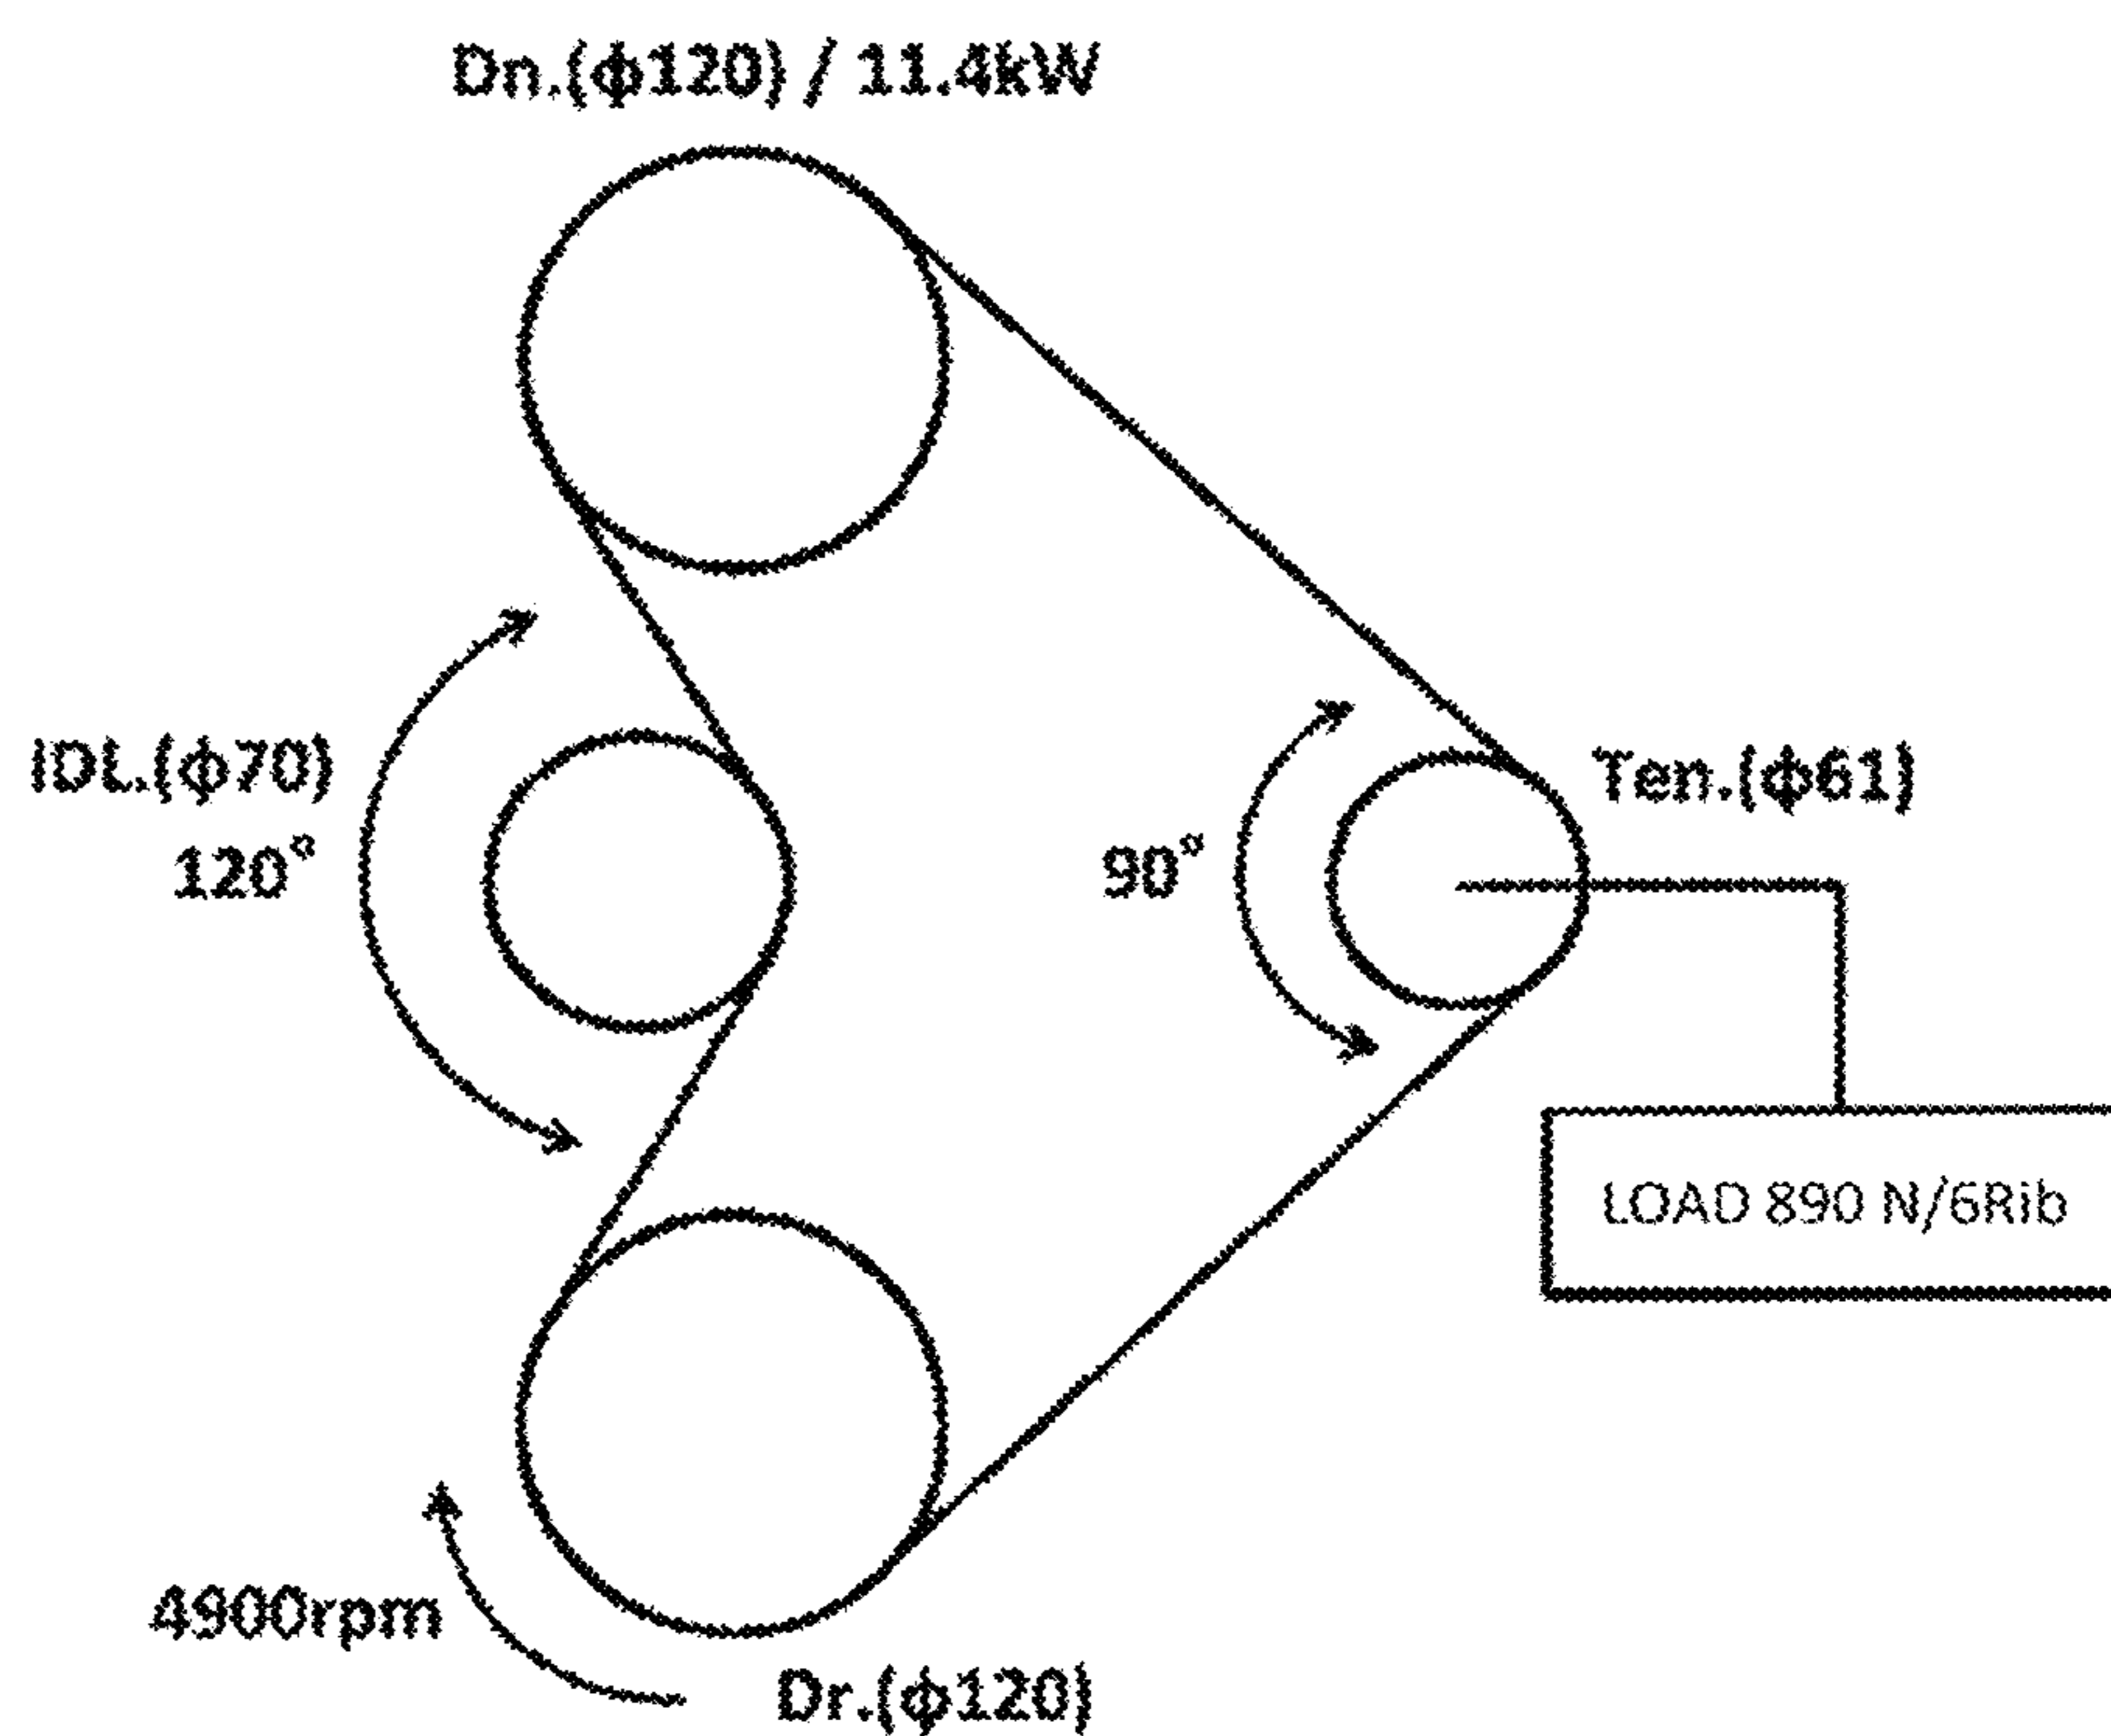 Dn.(ϕ120) / 11.4kW
IDL.(ϕ70)
120°
90°
Ten.(ϕ61)
LOAD 890 N/6Rib
4900rpm
Dr.(ϕ120)